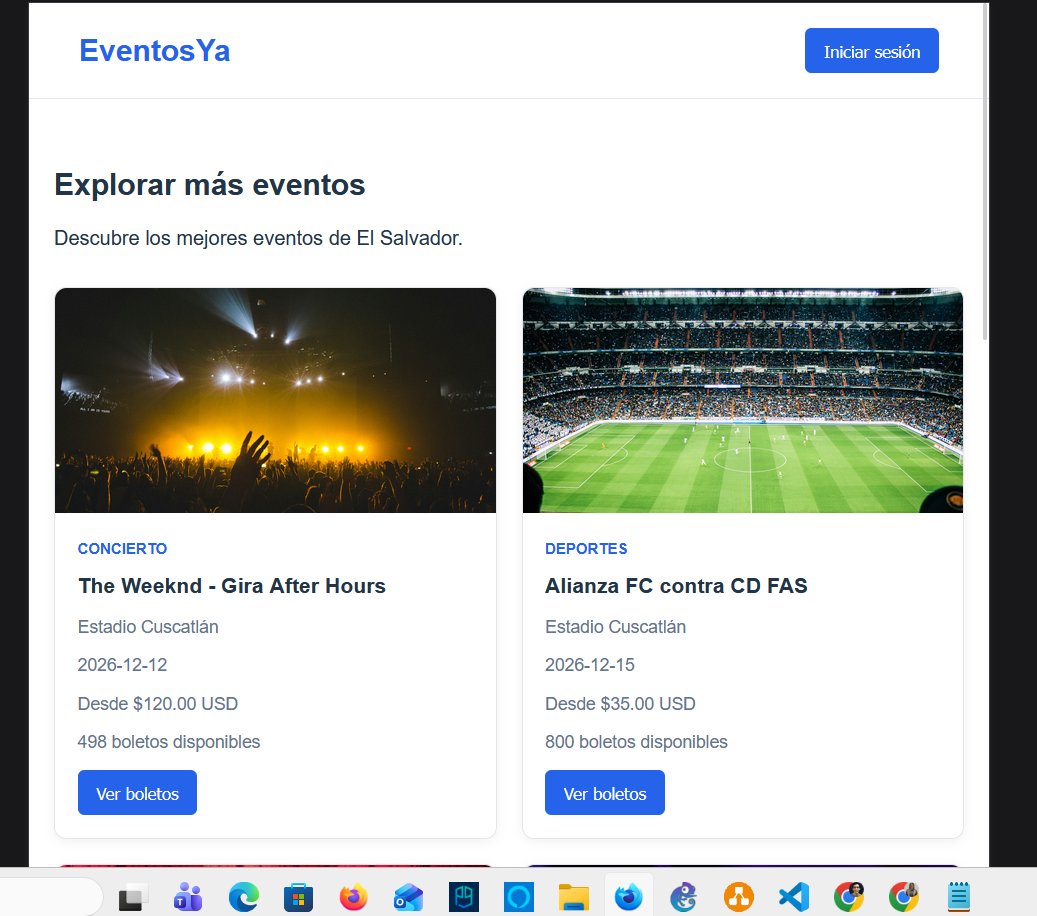 EventosYa
Iniciar sesión
Explorar más eventos
Descubre los mejores eventos de El Salvador.
CONCIERTO
The Weeknd - Gira After Hours
Estadio Cuscatlán
2026-12-12
Desde $120.00 USD
498 boletos disponibles
Ver boletos
DEPORTES
Alianza FC contra CD FAS
Estadio Cuscatlán
2026-12-15
Desde $35.00 USD
800 boletos disponibles
Ver boletos